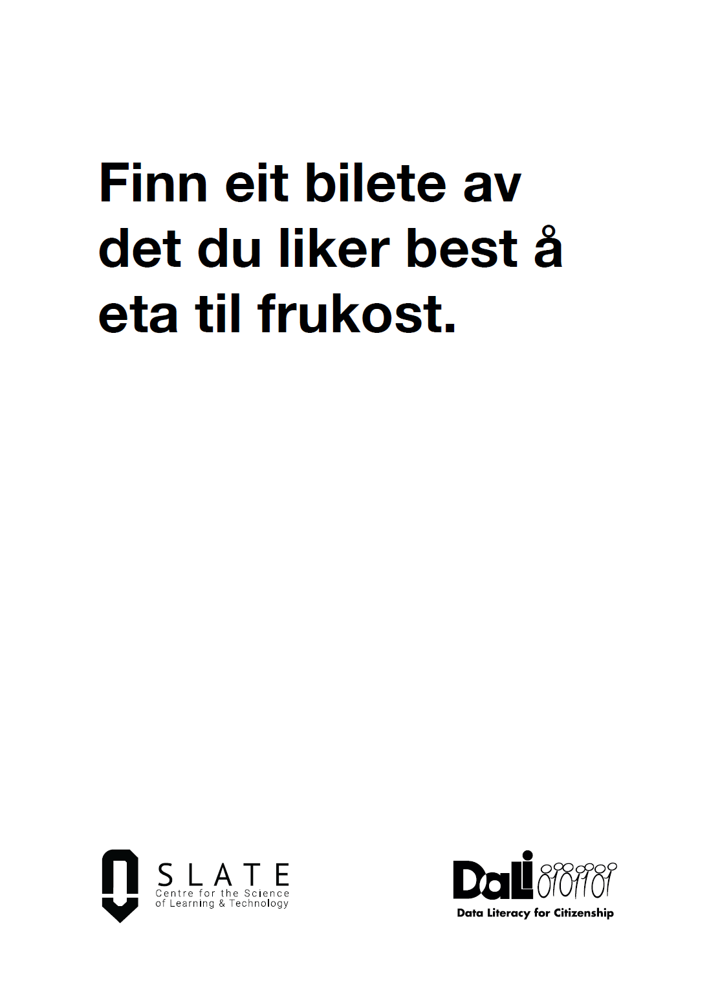 Finn eit bilete av
det du liker best å
eta til frukost.
SLATE
Centre for the Science
of Learning & Technology
DaLi
Data Literacy for Citizenship